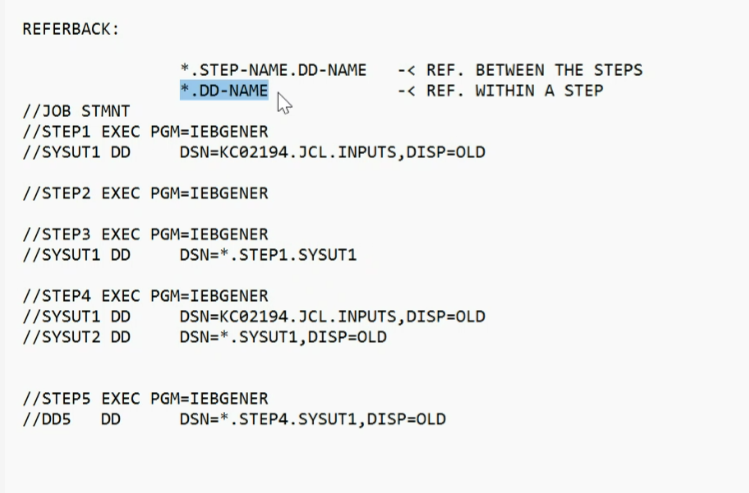 REFERBACK:
*.STEP-NAME.DD-NAME   -< REF. BETWEEN THE STEPS
*.DD-NAME   -< REF. WITHIN A STEP
//JOB STMNT
//STEP1 EXEC PGM=IEBGENER
//SYSUT1 DD     DSN=KC02194.JCL.INPUTS,DISP=OLD
//STEP2 EXEC PGM=IEBGENER
//STEP3 EXEC PGM=IEBGENER
//SYSUT1 DD     DSN=*.STEP1.SYSUT1
//STEP4 EXEC PGM=IEBGENER
//SYSUT1 DD     DSN=KC02194.JCL.INPUTS,DISP=OLD
//SYSUT2 DD     DSN=*.SYSUT1,DISP=OLD
//STEP5 EXEC PGM=IEBGENER
//DD5   DD      DSN=*.STEP4.SYSUT1,DISP=OLD